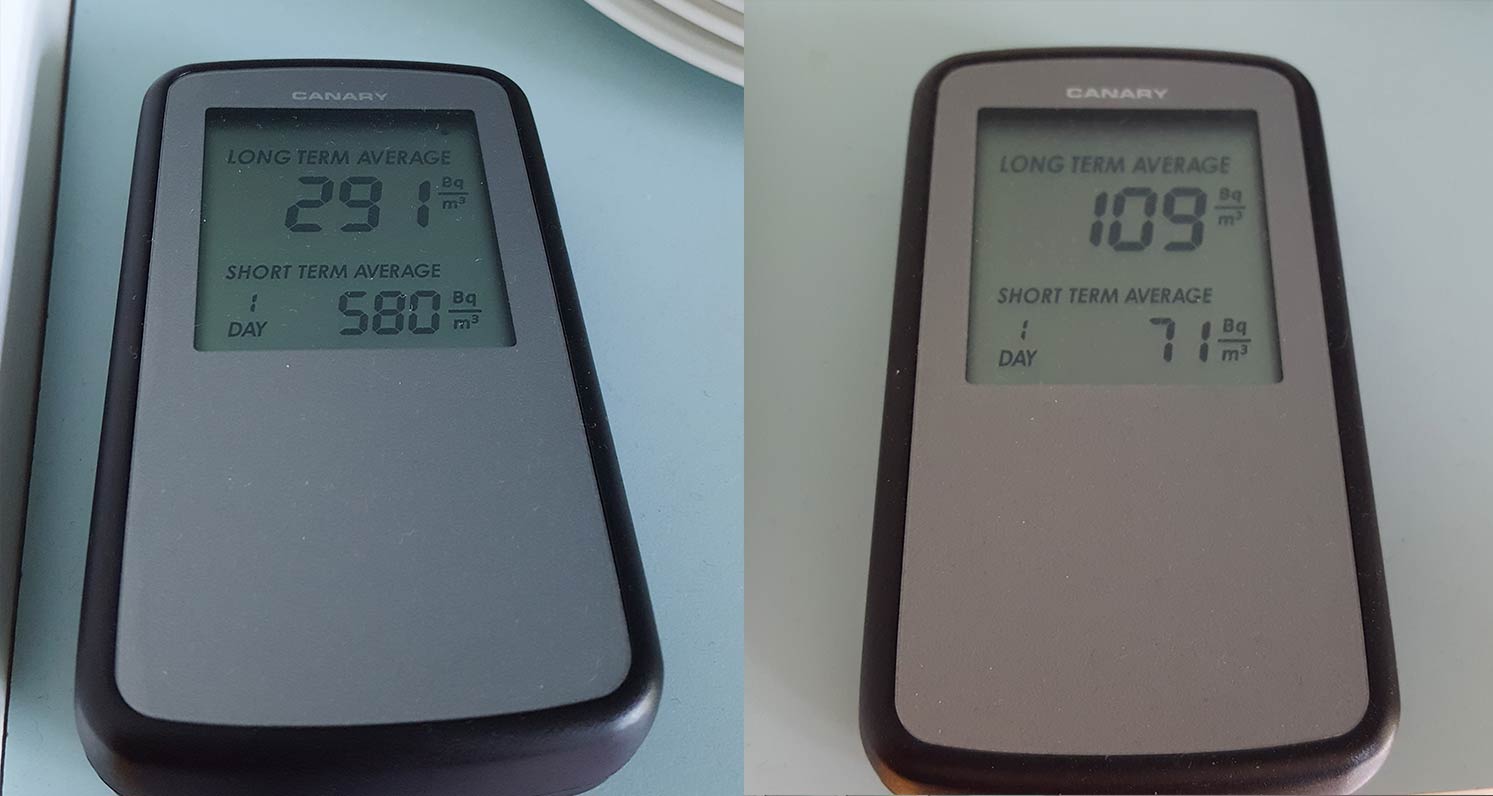 CANARY
LONG TERM AVERAGE
291 Bq/m³
SHORT TERM AVERAGE
1 DAY 580 Bq/m³
CANARY
LONG TERM AVERAGE
109 Bq/m³
SHORT TERM AVERAGE
1 DAY 71 Bq/m³